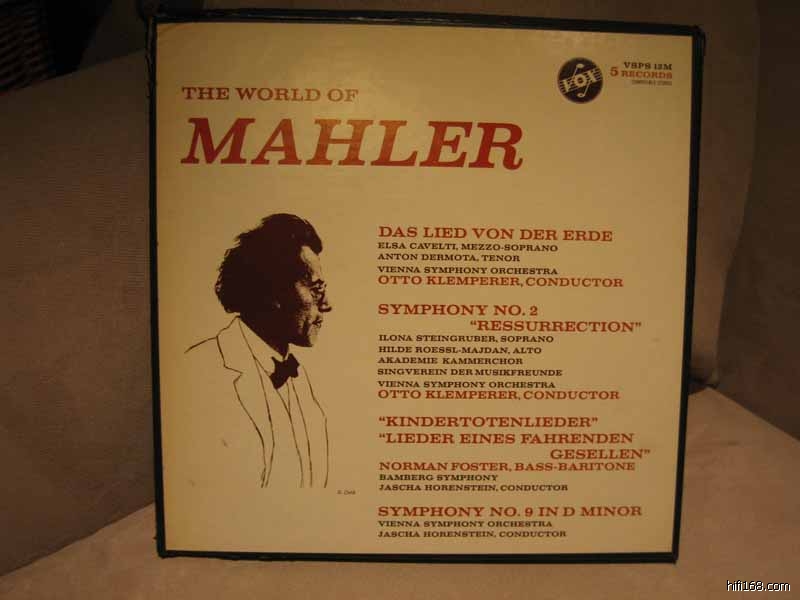 VOX
VSPS 12M
5 RECORDS
THE WORLD OF
MAHLER
DAS LIED VON DER ERDE
ELSA CAVELTI, MEZZO-SOPRANO
ANTON DERMOTA, TENOR
VIENNA SYMPHONY ORCHESTRA
OTTO KLEMPERER, CONDUCTOR
SYMPHONY NO. 2
"RESSURRECTION"
ILONA STEINGRUBER, SOPRANO
HILDE ROESSL-MAJDAN, ALTO
AKADEMIE KAMMERCHOR
SINGVEREIN DER MUSIKFREUNDE
VIENNA SYMPHONY ORCHESTRA
OTTO KLEMPERER, CONDUCTOR
"KINDERTOTENLIEDER"
"LIEDER EINES FAHRENDEN
GESELLEN"
NORMAN FOSTER, BASS-BARITONE
BAMBERG SYMPHONY
JASCHA HORENSTEIN, CONDUCTOR
SYMPHONY NO. 9 IN D MINOR
VIENNA SYMPHONY ORCHESTRA
JASCHA HORENSTEIN, CONDUCTOR
hifi168.com